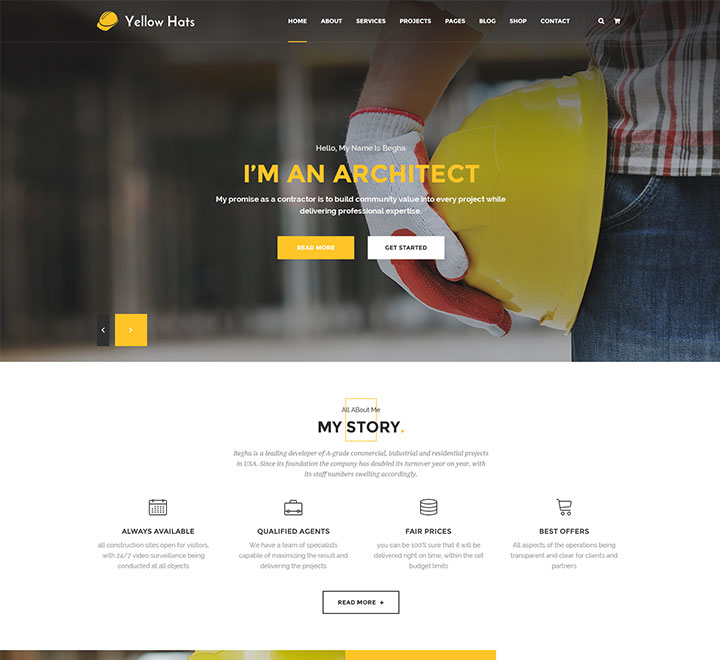 Yellow Hats
HOME ABOUT SERVICES PROJECTS PAGES BLOG SHOP CONTACT
Hello, My Name Is Begha
I'M AN ARCHITECT
My promise as a contractor is to build community value into every project while
delivering professional expertise.
READ MORE GET STARTED
All ABout Me
MY STORY.
Begha is a leading developer of A-grade commercial, industrial and residential projects
in USA. Since its foundation the company has doubled its turnover year on year, with
its staff numbers swelling accordingly.
ALWAYS AVAILABLE
all construction sites open for visitors,
with 24/7 video surveillance being
conducted at all objects
QUALIFIED AGENTS
We have a team of specialists
capable of maximizing the result and
delivering the projects
FAIR PRICES
you can be 100% sure that it will be
delivered right on time, within the set
budget limits
BEST OFFERS
All aspects of the operations being
transparent and clear for clients and
partners
READ MORE +